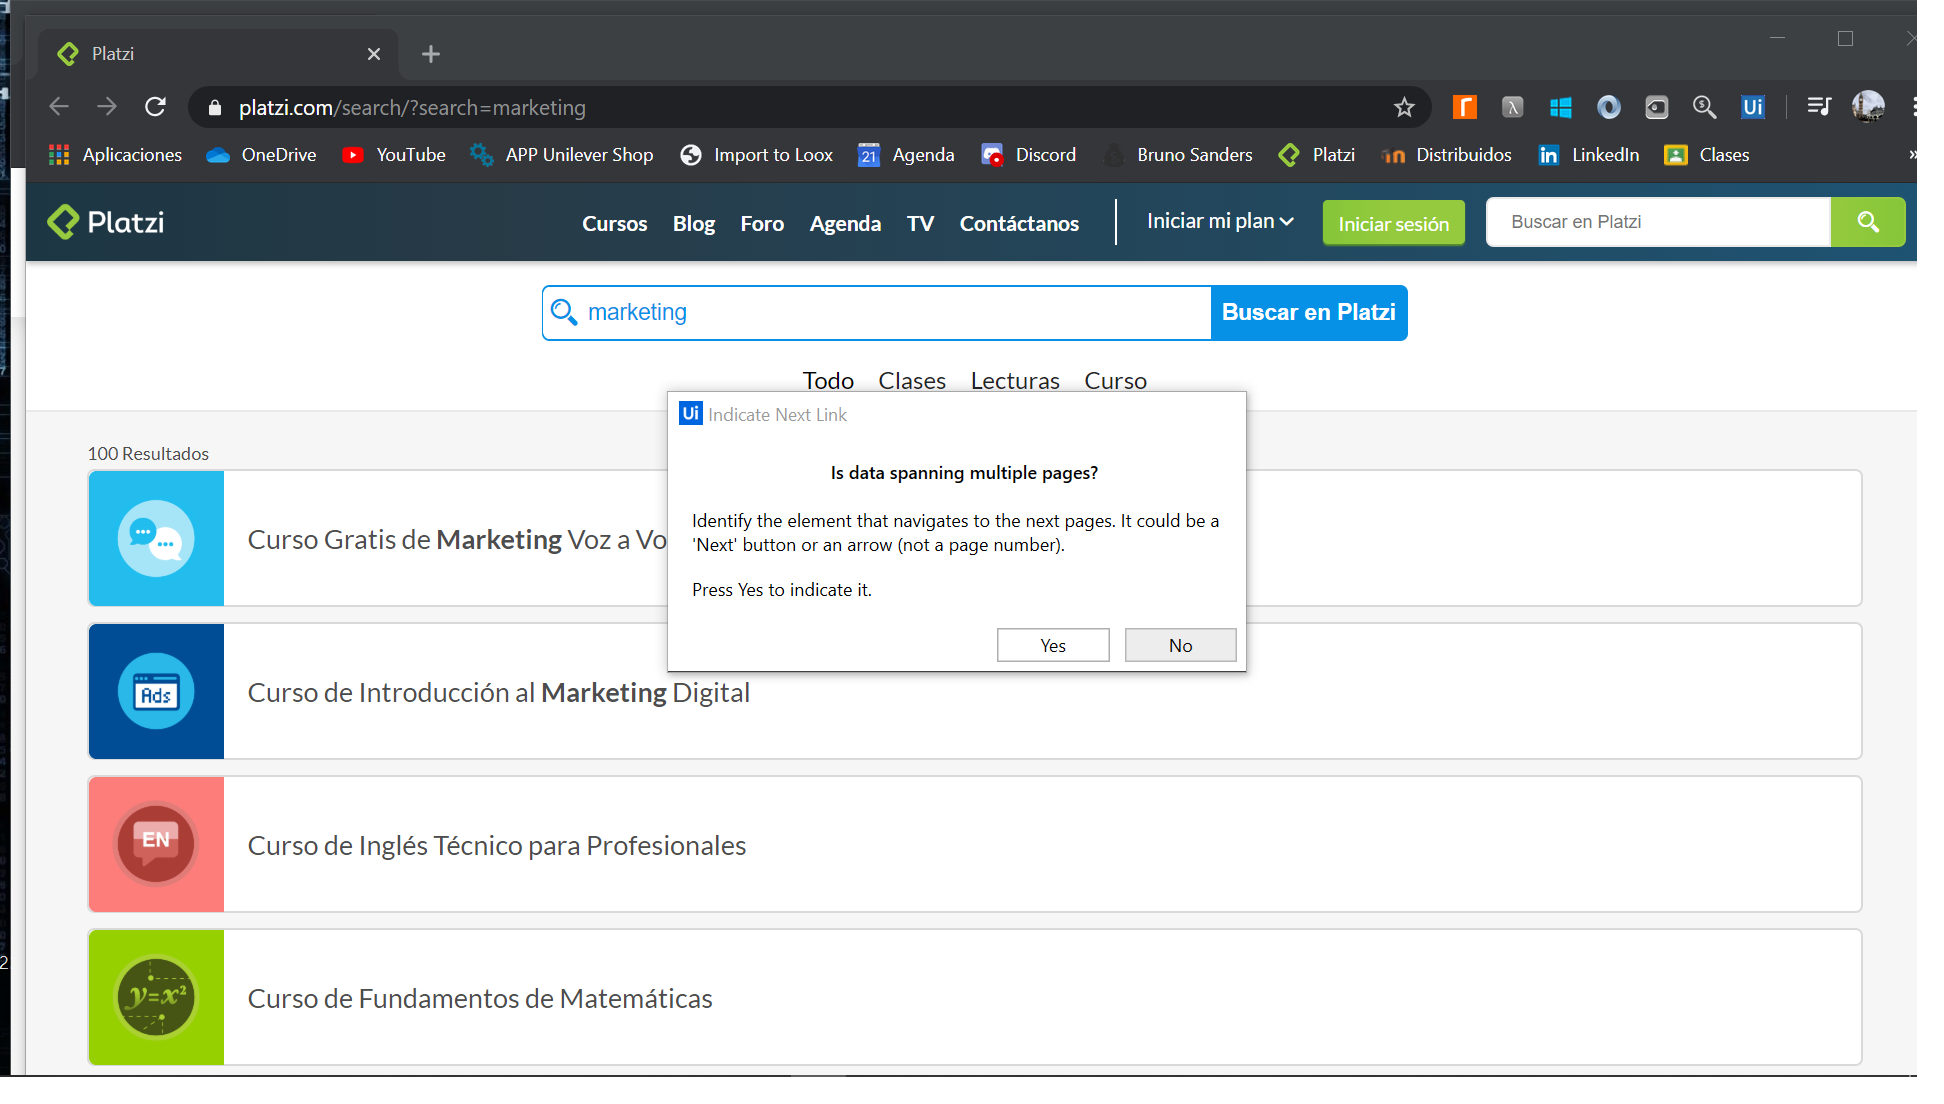 Platzi
platzi.com/search/?search=marketing
Ui
Aplicaciones OneDrive YouTube APP Unilever Shop Import to Loox 21 Agenda Discord Bruno Sanders Platzi Distribuidos in LinkedIn Clases »
Platzi Cursos Blog Foro Agenda TV Contáctanos Iniciar mi plan Iniciar sesión Buscar en Platzi
marketing Buscar en Platzi
Todo Clases Lecturas Curso
Ui Indicate Next Link
Is data spanning multiple pages?
Identify the element that navigates to the next pages. It could be a
'Next' button or an arrow (not a page number).
Press Yes to indicate it.
Yes No
100 Resultados
Curso Gratis de Marketing Voz a Vo
Ads
Curso de Introducción al Marketing Digital
EN
Curso de Inglés Técnico para Profesionales
y=x²
Curso de Fundamentos de Matemáticas